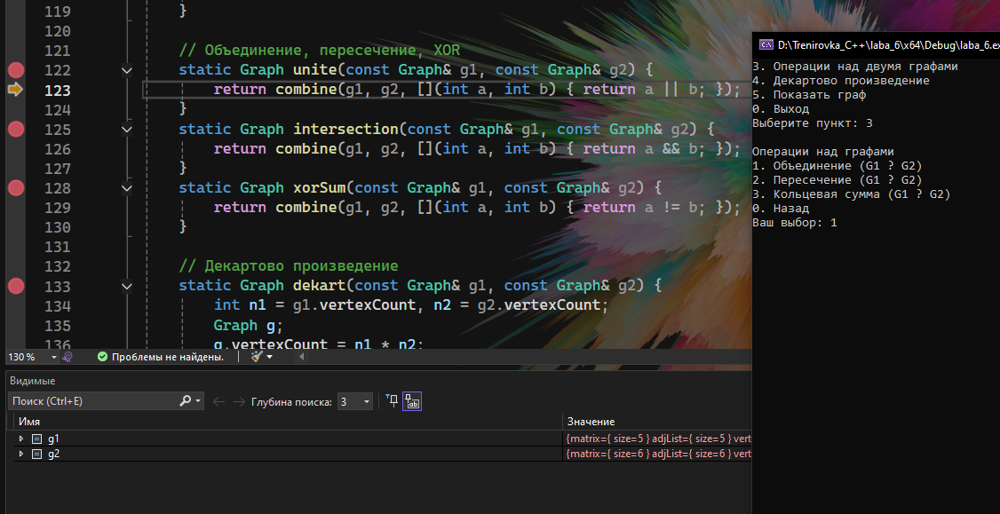 119 }
120
121 // Объединение, пересечение, XOR
122 static Graph unite(const Graph& g1, const Graph& g2) {
123 return combine(g1, g2, [](int a, int b) { return a || b; });
124 }
125 static Graph intersection(const Graph& g1, const Graph& g2) {
126 return combine(g1, g2, [](int a, int b) { return a && b; });
127 }
128 static Graph xorSum(const Graph& g1, const Graph& g2) {
129 return combine(g1, g2, [](int a, int b) { return a != b; });
130 }
131
132 // Декартово произведение
133 static Graph dekart(const Graph& g1, const Graph& g2) {
134 int n1 = g1.vertexCount, n2 = g2.vertexCount;
135 Graph g;
136 g.vertexCount = n1 * n2;
130 %
Проблемы не найдены.
D:\Trenirovka_C++\laba_6\x64\Debug\laba_6.ex
3. Операции над двумя графами
4. Декартово произведение
5. Показать граф
0. Выход
Выберите пункт: 3
Операции над графами
1. Объединение (G1 ? G2)
2. Пересечение (G1 ? G2)
3. Кольцевая сумма (G1 ? G2)
0. Назад
Ваш выбор: 1
Видимые
Поиск (Ctrl+E) Глубина поиска: 3
Имя Значение
g1 {matrix={ size=5 } adjList={ size=5 } vert
g2 {matrix={ size=6 } adjList={ size=6 } vert